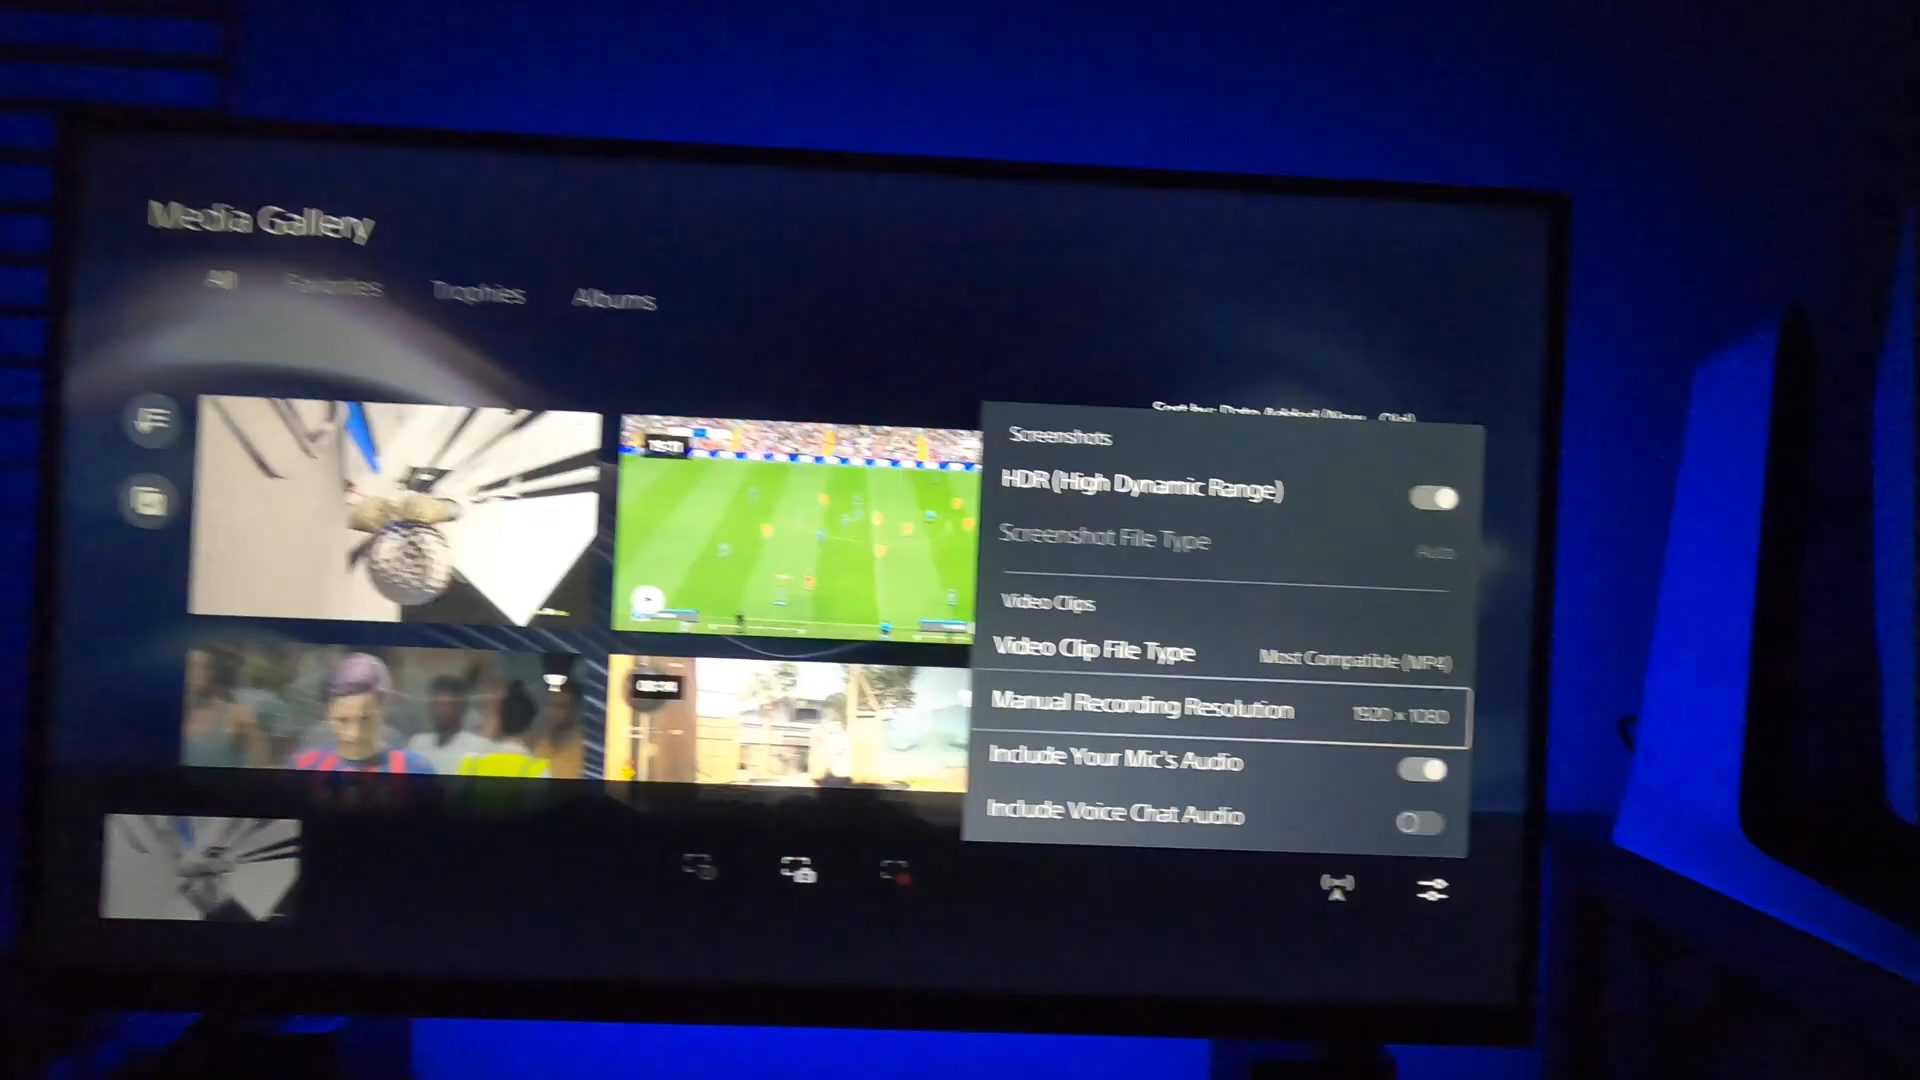 Media Gallery
All
Favorites
Trophies
Albums
Screenshots
HDR (High Dynamic Range)
Screenshot File Type
Auto
Video Clips
Video Clip File Type
Most Compatible (MP4)
Manual Recording Resolution
1920 × 1080
Include Your Mic's Audio
Include Voice Chat Audio